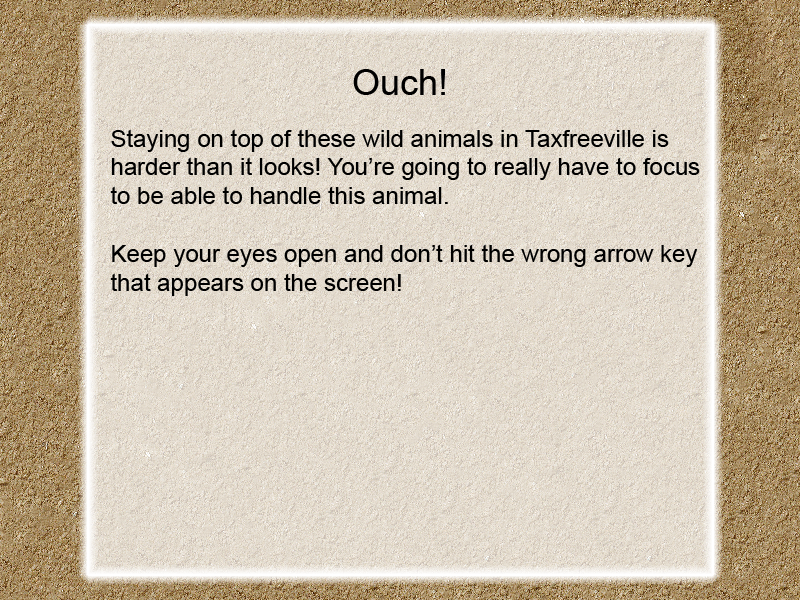 Ouch!
Staying on top of these wild animals in Taxfreeville is
harder than it looks! You’re going to really have to focus
to be able to handle this animal.
Keep your eyes open and don’t hit the wrong arrow key
that appears on the screen!